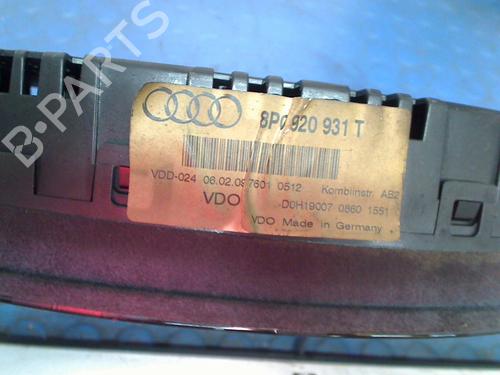 B-PARTS
8P0 920 931 T
VDD-024 06.02.09 7601 0512 Kombiinstr. AB2
VDO D0H19007 0860 1551
VDO Made in Germany